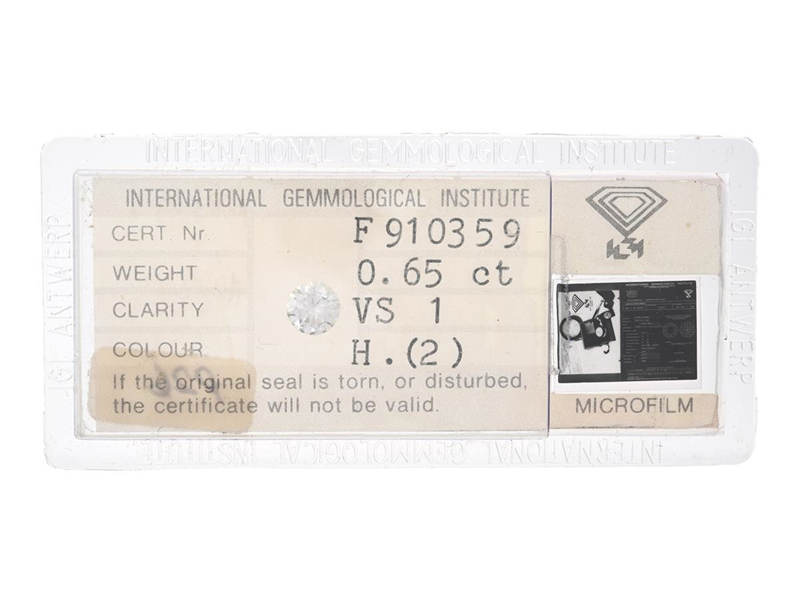 INTERNATIONAL GEMMOLOGICAL INSTITUTE
INTERNATIONAL GEMMOLOGICAL INSTITUTE
CERT. Nr. F 910359
WEIGHT 0.65 ct
CLARITY VS 1
COLOUR H.(2)
If the original seal is torn, or disturbed,
the certificate will not be valid.
MICROFILM
IGI ANTWERP
IGI ANTWERP
INTERNATIONAL GEMMOLOGICAL INSTITUTE